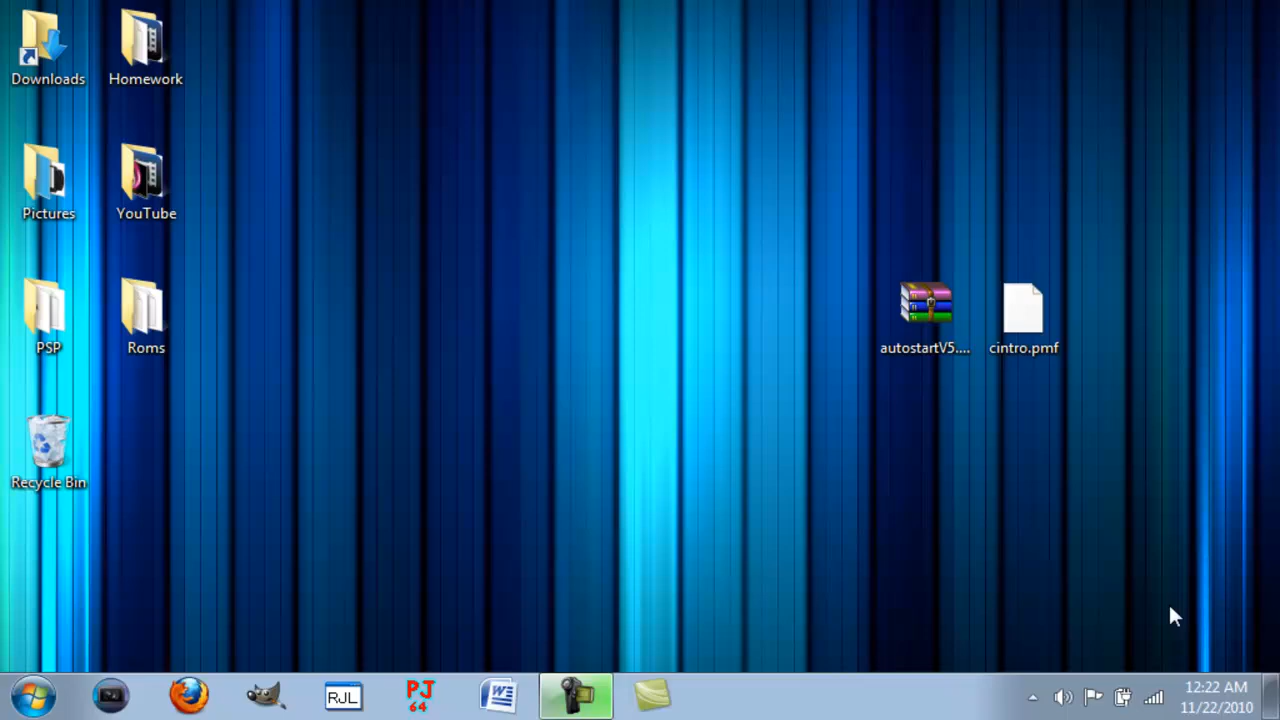 Downloads
Homework
Pictures
YouTube
PSP
Roms
autostartV5....
cintro.pmf
Recycle Bin
RJL
PJ
64
W
12:22 AM
11/22/2010